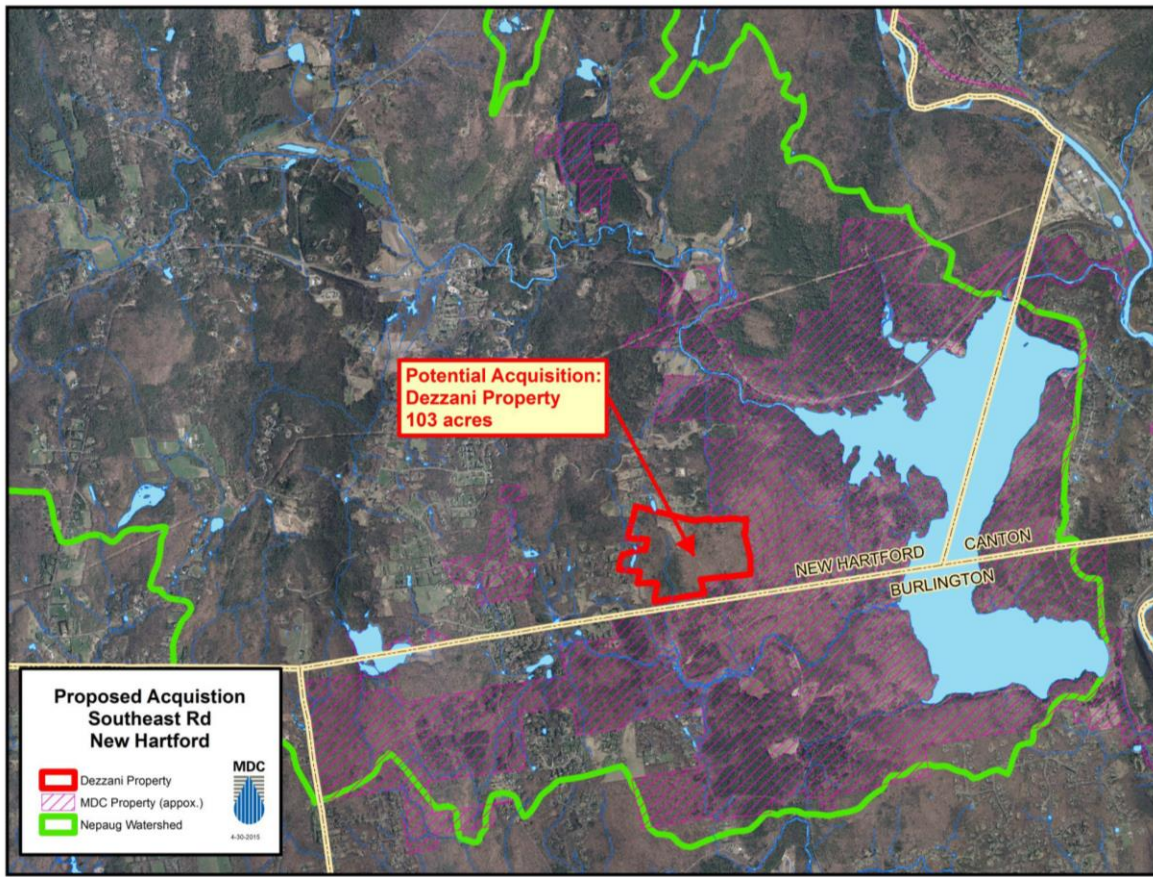 Potential Acquisition:
Dezzani Property
103 acres
NEW HARTFORD
CANTON
BURLINGTON
Proposed Acquistion
Southeast Rd
New Hartford
Dezzani Property
MDC Property (appox.)
Nepaug Watershed
MDC
4-30-2015